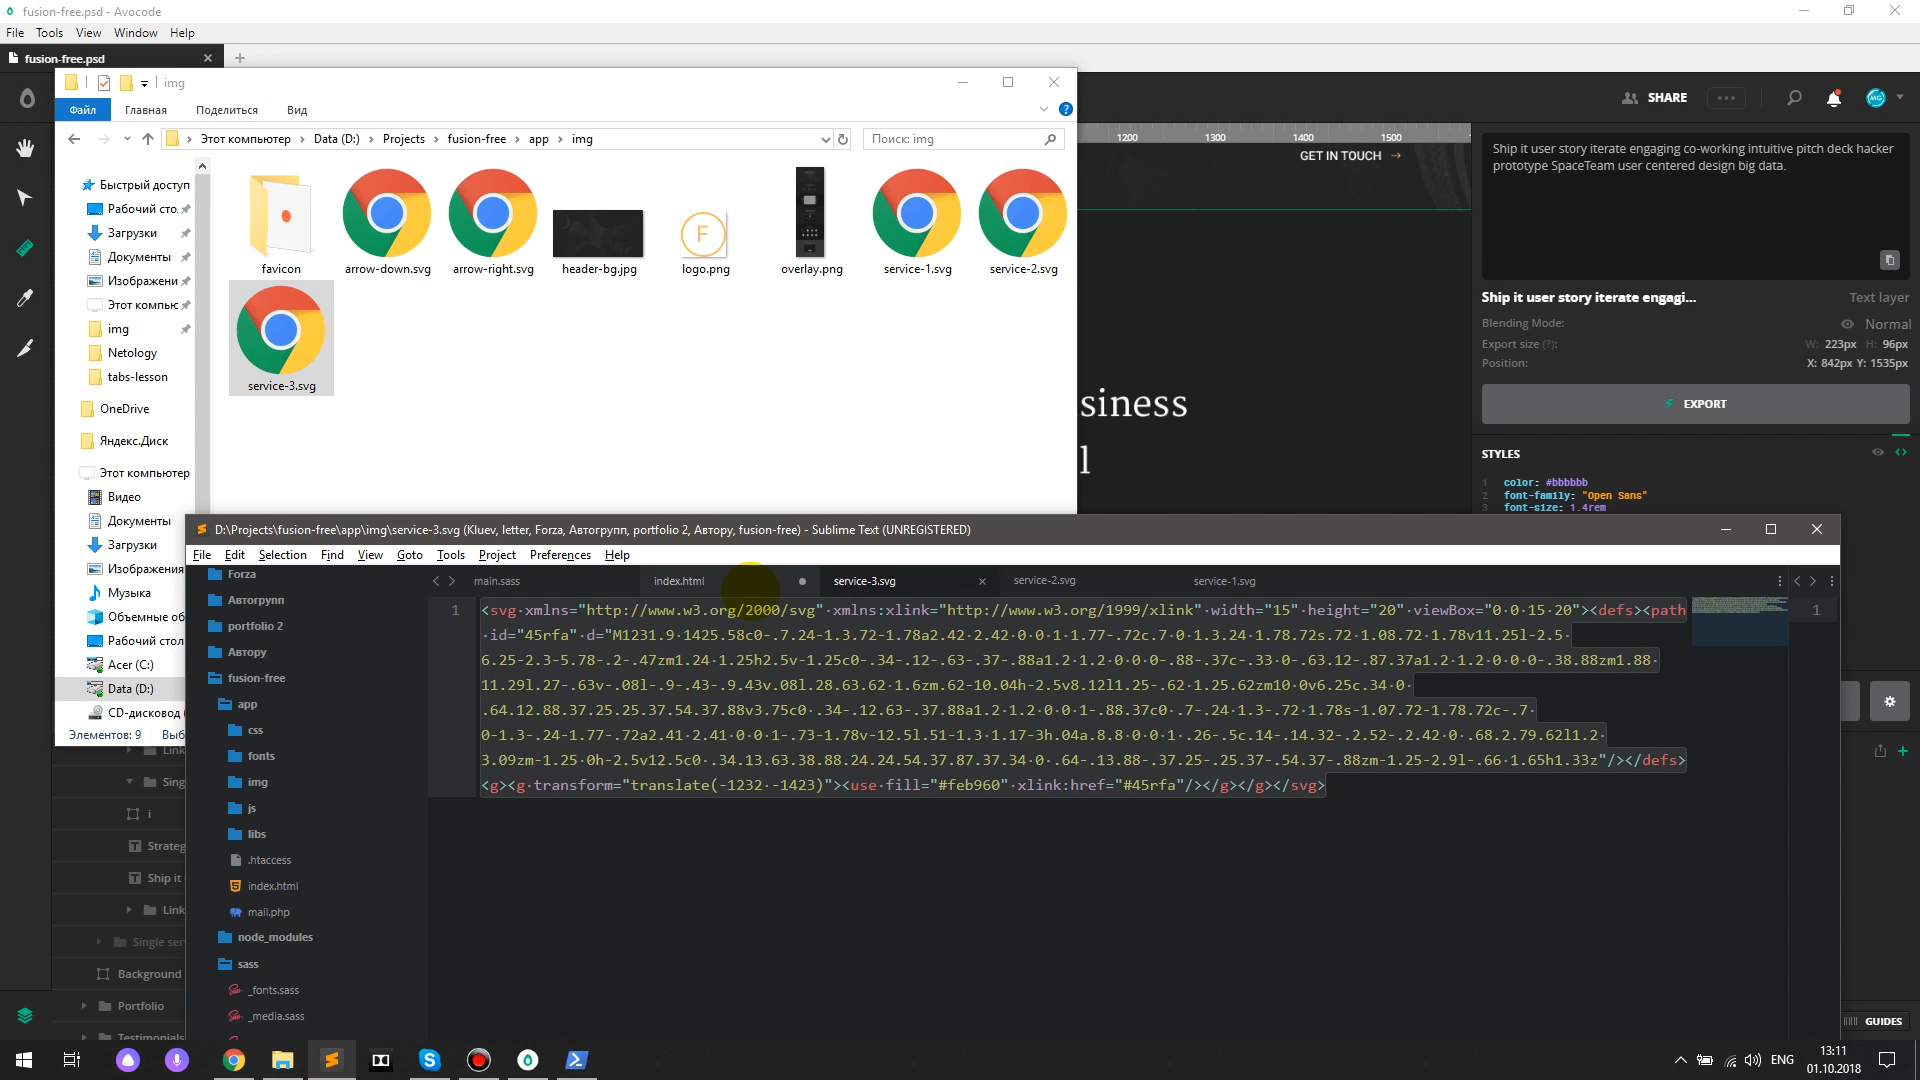 fusion-free.psd - Avocode
File Tools View Window Help
fusion-free.psd
img
Файл Главная Поделиться Вид
Этот компьютер > Data (D:) > Projects > fusion-free > app > img
Поиск: img
Быстрый доступ
Рабочий сто.
Загрузки
Документы
Изображени
Этот компьк
img
Netology
tabs-lesson
OneDrive
Яндекс.Диск
Этот компьютер
Видео
Документы
Загрузки
Изображения
Музыка
Объемные об
Рабочий стол
Acer (C:)
Data (D:)
CD-дисковод (
Элементов: 9 Выб
favicon
arrow-down.svg
arrow-right.svg
header-bg.jpg
F
logo.png
overlay.png
service-1.svg
service-2.svg
service-3.svg
1200 1300 1400 1500
GET IN TOUCH →
siness
l
SHARE
MG
Ship it user story iterate engaging co-working intuitive pitch deck hacker
prototype SpaceTeam user centered design big data.
Ship it user story iterate engagi... Text layer
Blending Mode: Normal
Export size (?): W: 223px H: 96px
Position: X: 842px Y: 1535px
EXPORT
STYLES
1 color: #bbbbbb
2 font-family: "Open Sans"
3 font-size: 1.4rem
D:\Projects\fusion-free\app\img\service-3.svg (Kluev, letter, Forza, Автогрупп, portfolio 2, Автору, fusion-free) - Sublime Text (UNREGISTERED)
File Edit Selection Find View Goto Tools Project Preferences Help
Forza
Автогрупп
portfolio 2
Автору
fusion-free
app
css
fonts
img
js
libs
.htaccess
index.html
mail.php
node_modules
sass
_fonts.sass
_media.sass
main.sass index.html service-3.svg service-2.svg service-1.svg
1
1
<svg·xmlns="http://www.w3.org/2000/svg"·xmlns:xlink="http://www.w3.org/1999/xlink"·width="15"·height="20"·viewBox="0·0·15·20"><defs><path
·id="45rfa"·d="M1231.9·1425.58c0-.7.24-1.3.72-1.78a2.42·2.42·0·0·1·1.77-.72c.7·0·1.3.24·1.78.72s.72·1.08.72·1.78v11.25l-2.5·
6.25-2.3-5.78-.2-.47zm1.24·1.25h2.5v-1.25c0-.34-.12-.63-.37-.88a1.2·1.2·0·0·0-.88-.37c-.33·0-.63.12-.87.37a1.2·1.2·0·0·0-.38.88zm1.88·
11.29l.27-.63v-.08l-.9-.43-.9.43v.08l.28.63.62·1.6zm.62-10.04h-2.5v8.12l1.25-.62·1.25.62zm10·0v6.25c.34·0·
.64.12.88.37.25.25.37.54.37.88v3.75c0·.34-.12.63-.37.88a1.2·1.2·0·0·1-.88.37c0·.7-.24·1.3-.72·1.78s-1.07.72-1.78.72c-.7·
0-1.3-.24-1.77-.72a2.41·2.41·0·0·1-.73-1.78v-12.5l.51-1.3·1.17-3h.04a.8.8·0·0·1·.26-.5c.14-.14.32-.2.52-.2.42·0·.68.2.79.62l1.2·
3.09zm-1.25·0h-2.5v12.5c0·.34.13.63.38.88.24.24.54.37.87.37.34·0·.64-.13.88-.37.25-.25.37-.54.37-.88zm-1.25-2.9l-.66·1.65h1.33z"/></defs>
<g><g·transform="translate(-1232·-1423)"><use·fill="#feb960"·xlink:href="#45rfa"/></g></g></svg>
Link
Sing
i
Strateg
Ship it
Link
Single ser
Background
Portfolio
Testimonials
GUIDES
ENG
13:11
01.10.2018